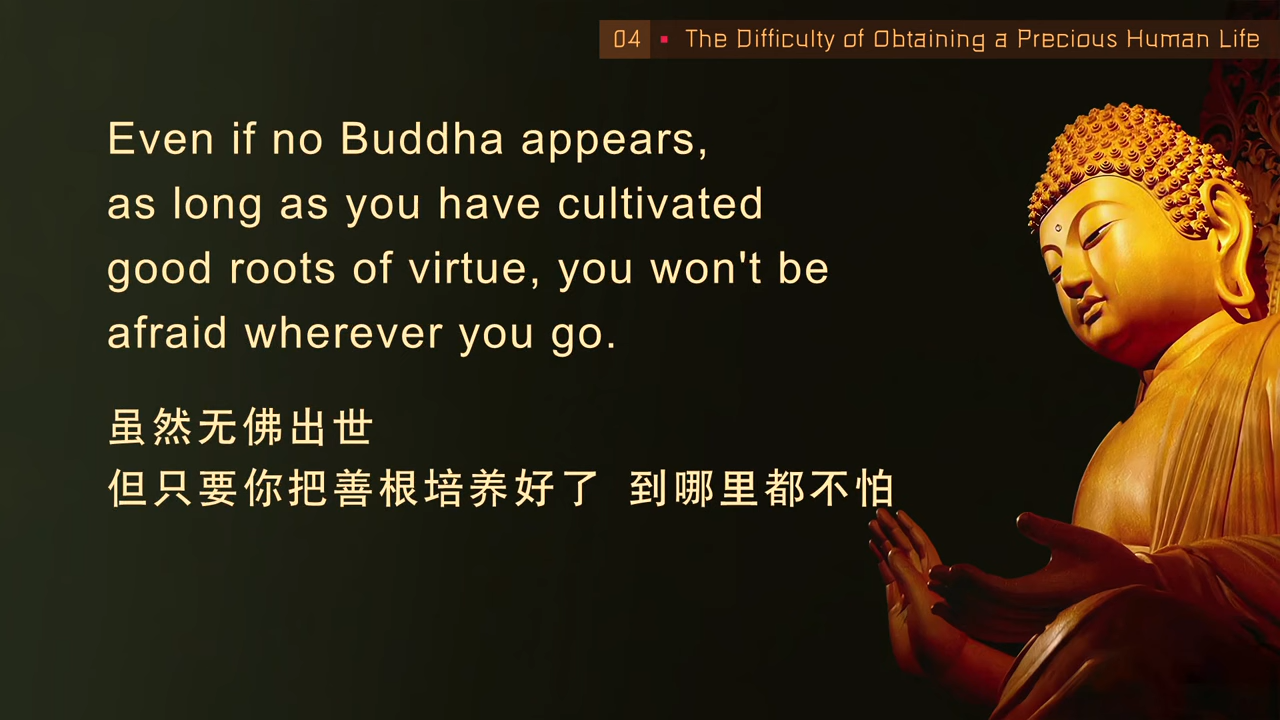 04 ▪ The Difficulty of Obtaining a Precious Human Life
Even if no Buddha appears,
as long as you have cultivated
good roots of virtue, you won't be
afraid wherever you go.
虽然无佛出世
但只要你把善根培养好了 到哪里都不怕